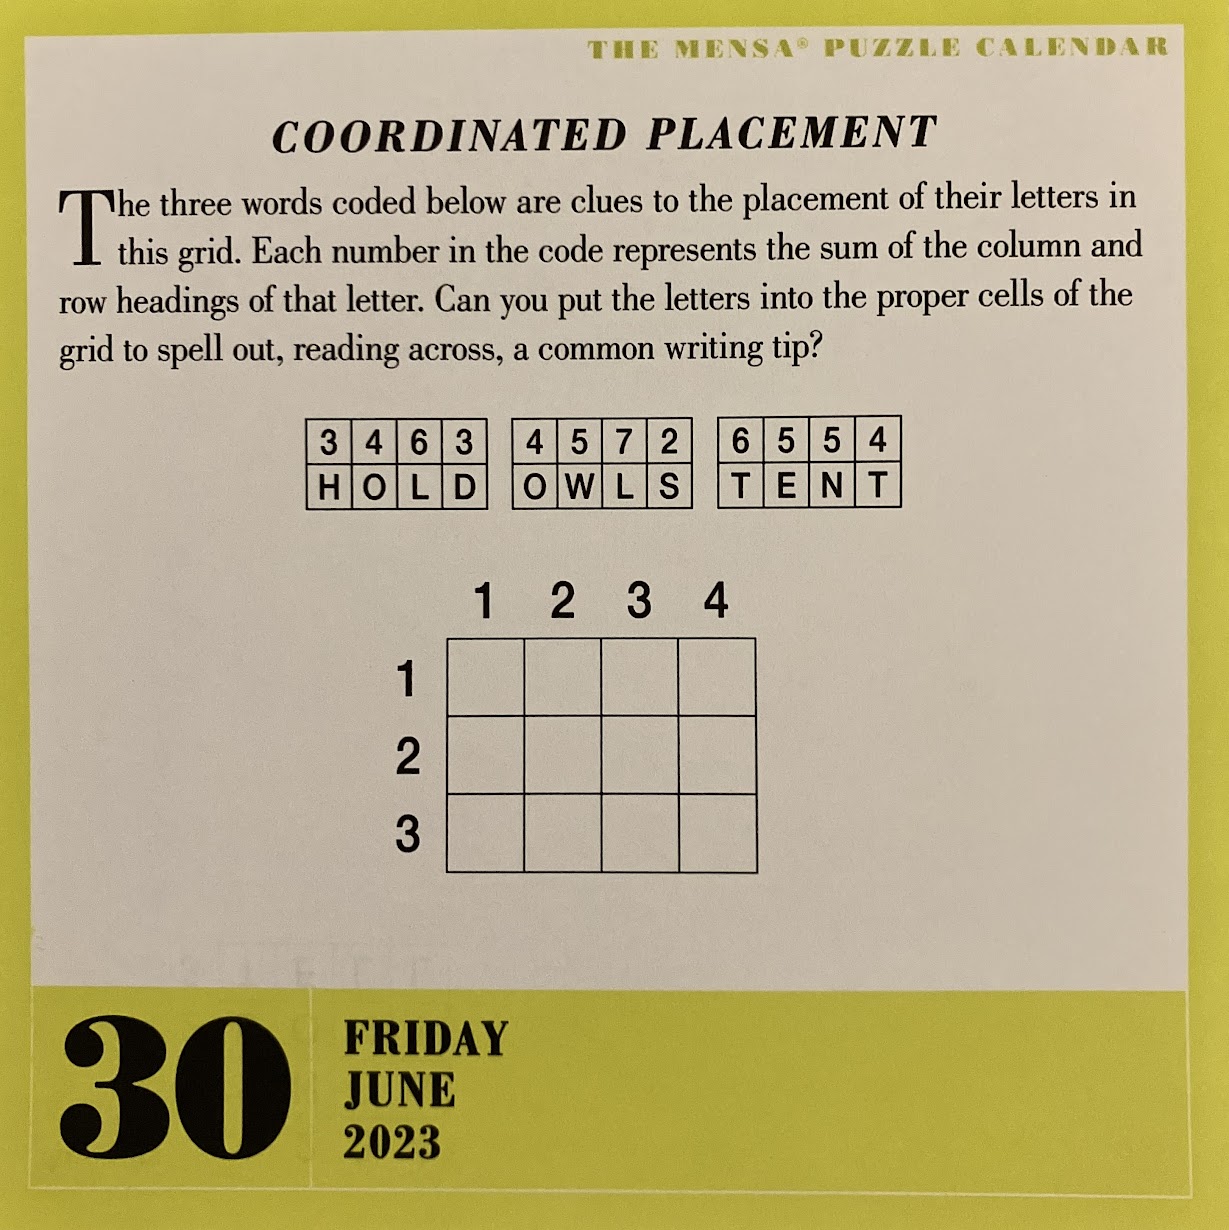 THE MENSA® PUZZLE CALENDAR
COORDINATED PLACEMENT
The three words coded below are clues to the placement of their letters in
this grid. Each number in the code represents the sum of the column and
row headings of that letter. Can you put the letters into the proper cells of the
grid to spell out, reading across, a common writing tip?
3 4 6 3 4 5 7 2 6 5 5 4
H O L D O W L S T E N T
1 2 3 4
1
2
3
30
FRIDAY
JUNE
2023